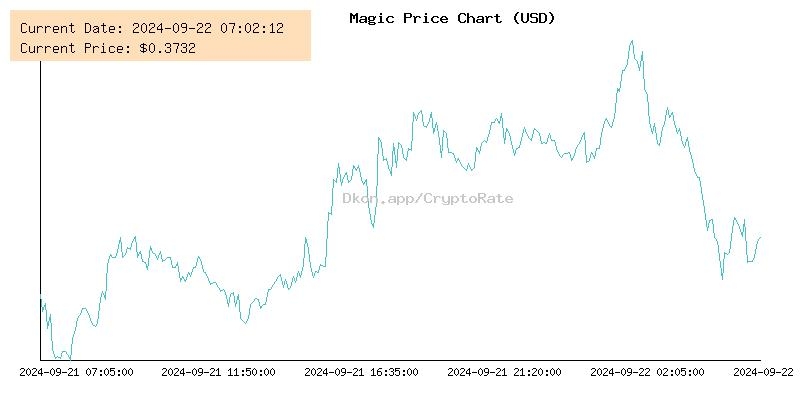 Magic Price Chart (USD)
Current Date: 2024-09-22 07:02:12
Current Price: $0.3732
Dkon.app/CryptoRate
2024-09-21 07:05:00
2024-09-21 11:50:00
2024-09-21 16:35:00
2024-09-21 21:20:00
2024-09-22 02:05:00
2024-09-22